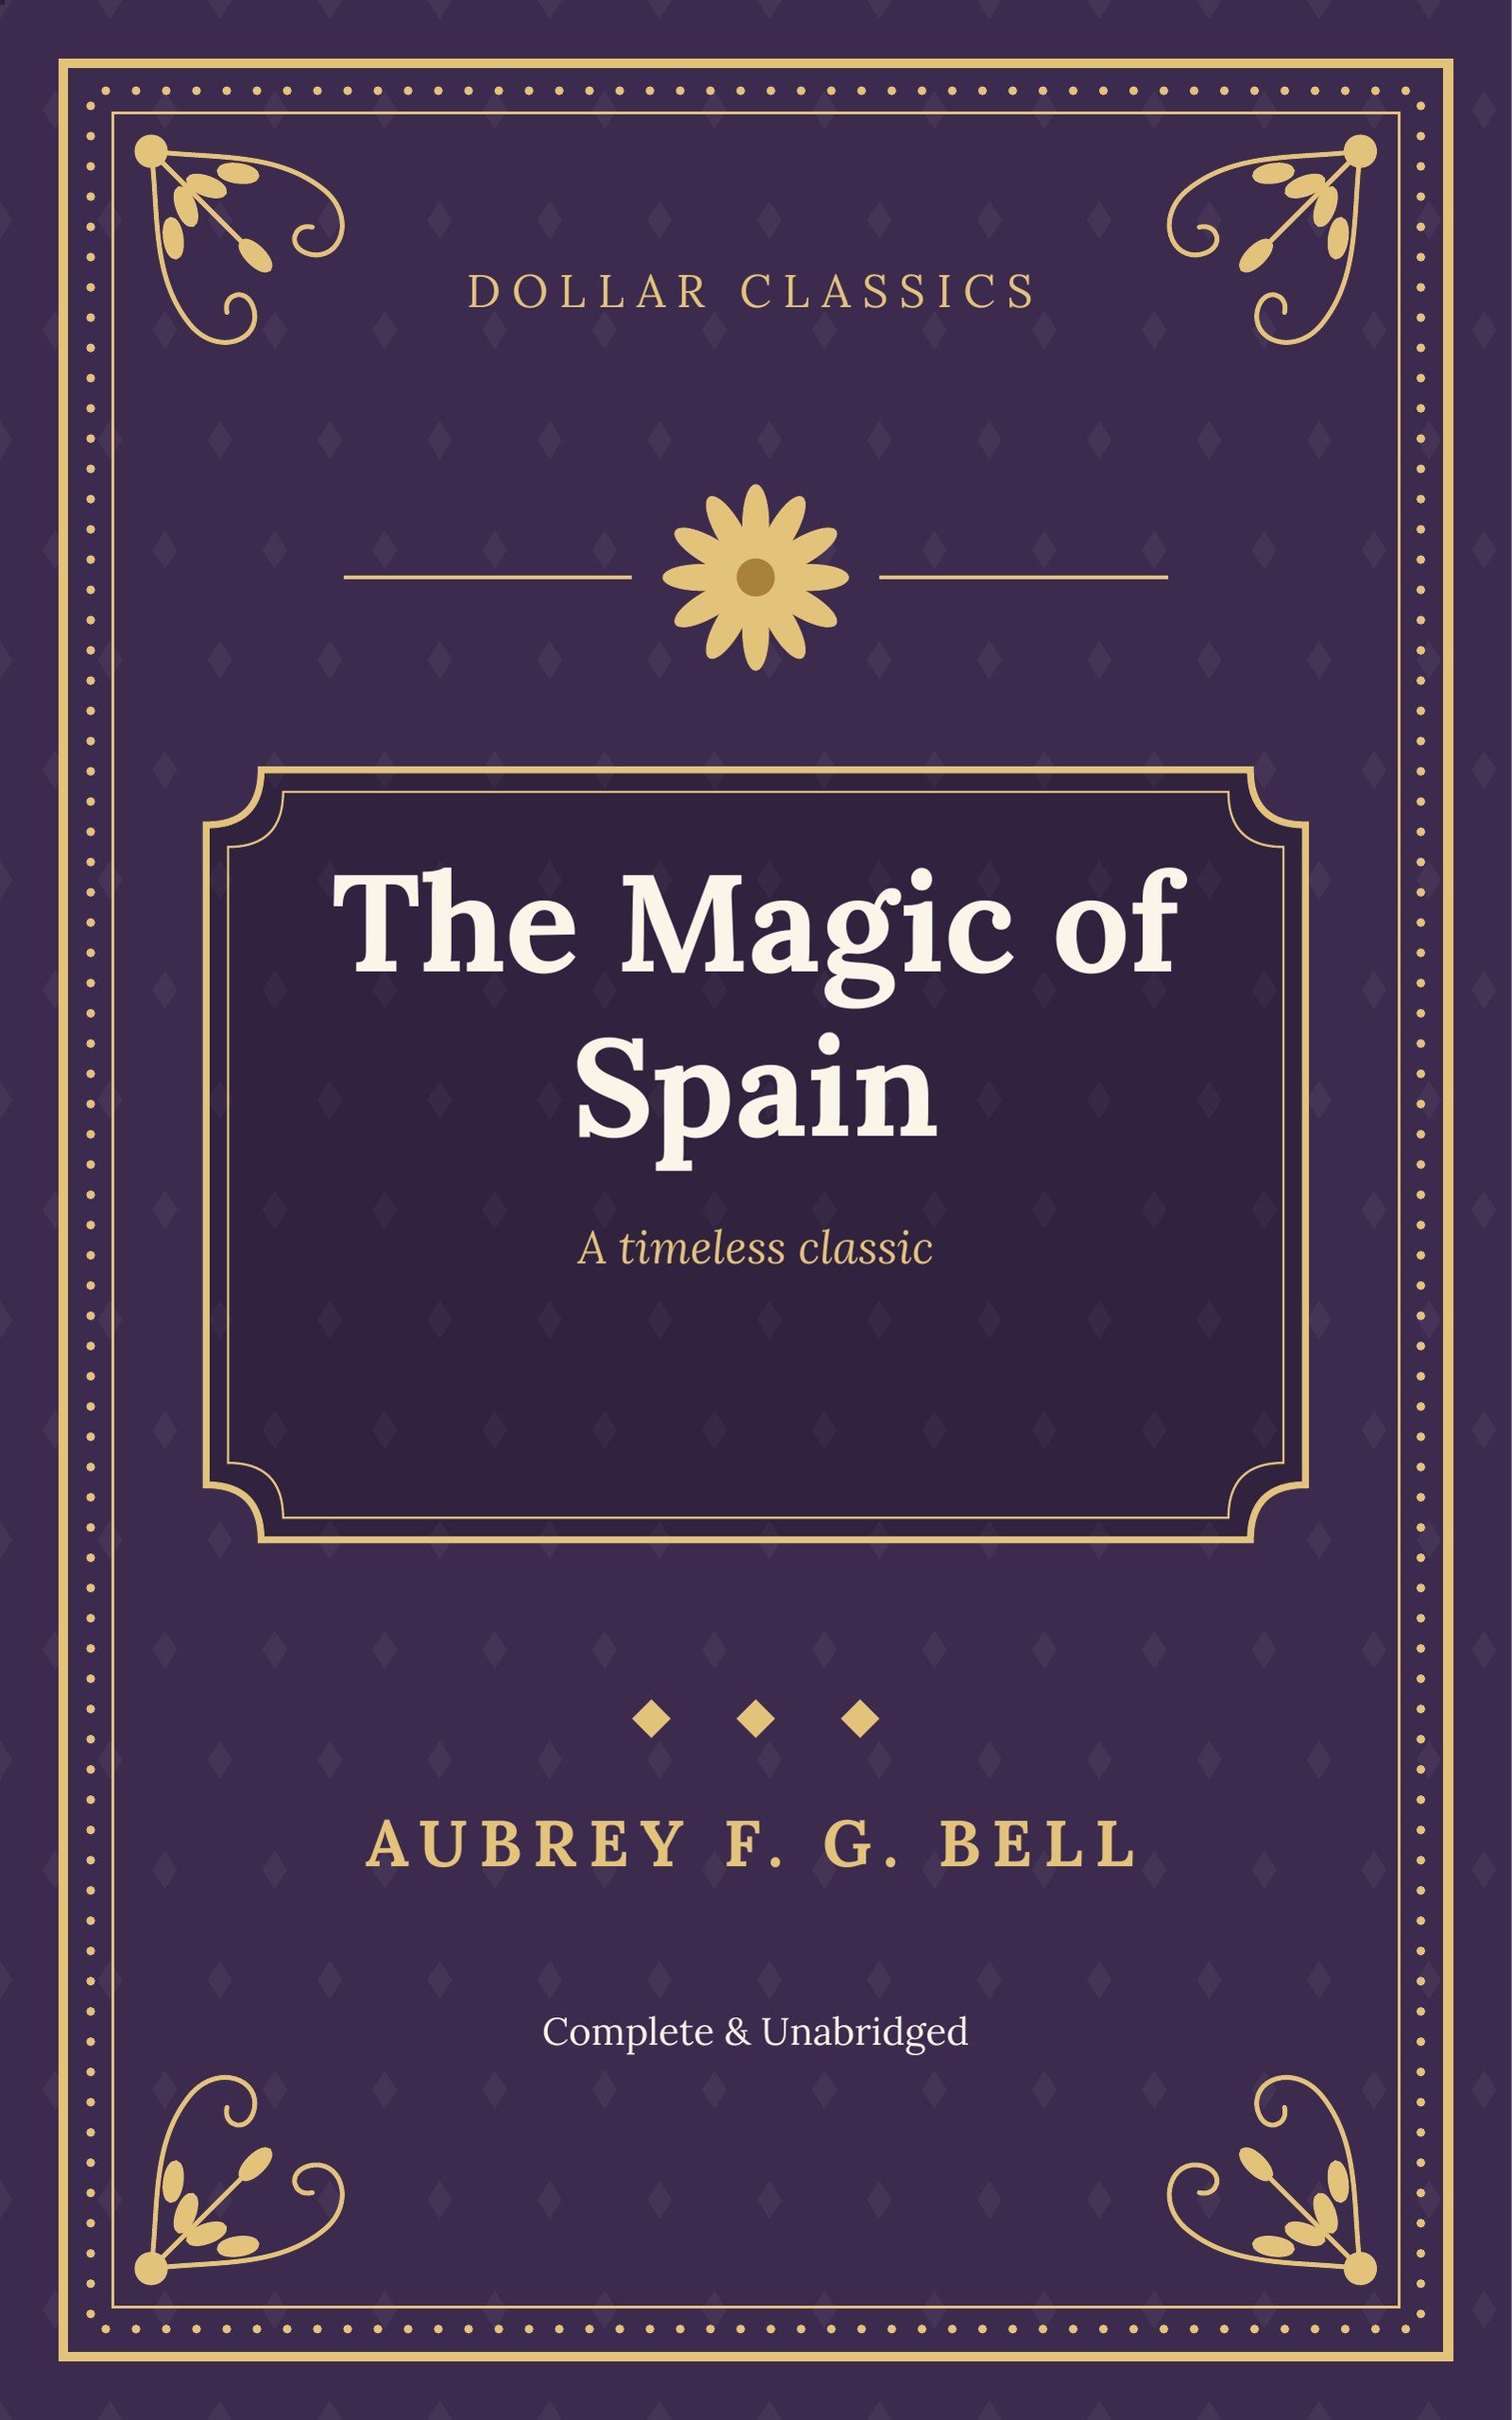 DOLLAR CLASSICS
The Magic of
Spain
A timeless classic
AUBREY F. G. BELL
Complete & Unabridged